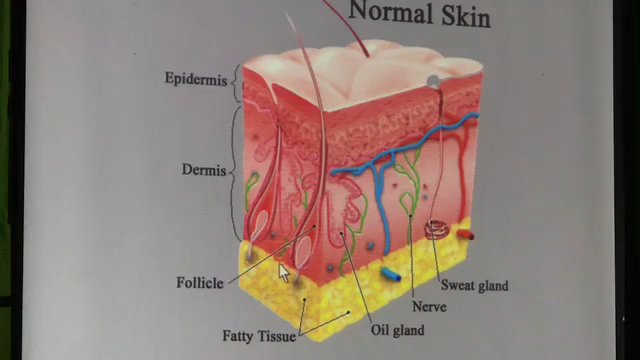 Normal Skin
Epidermis
Dermis
Follicle
Sweat gland
Nerve
Oil gland
Fatty Tissue